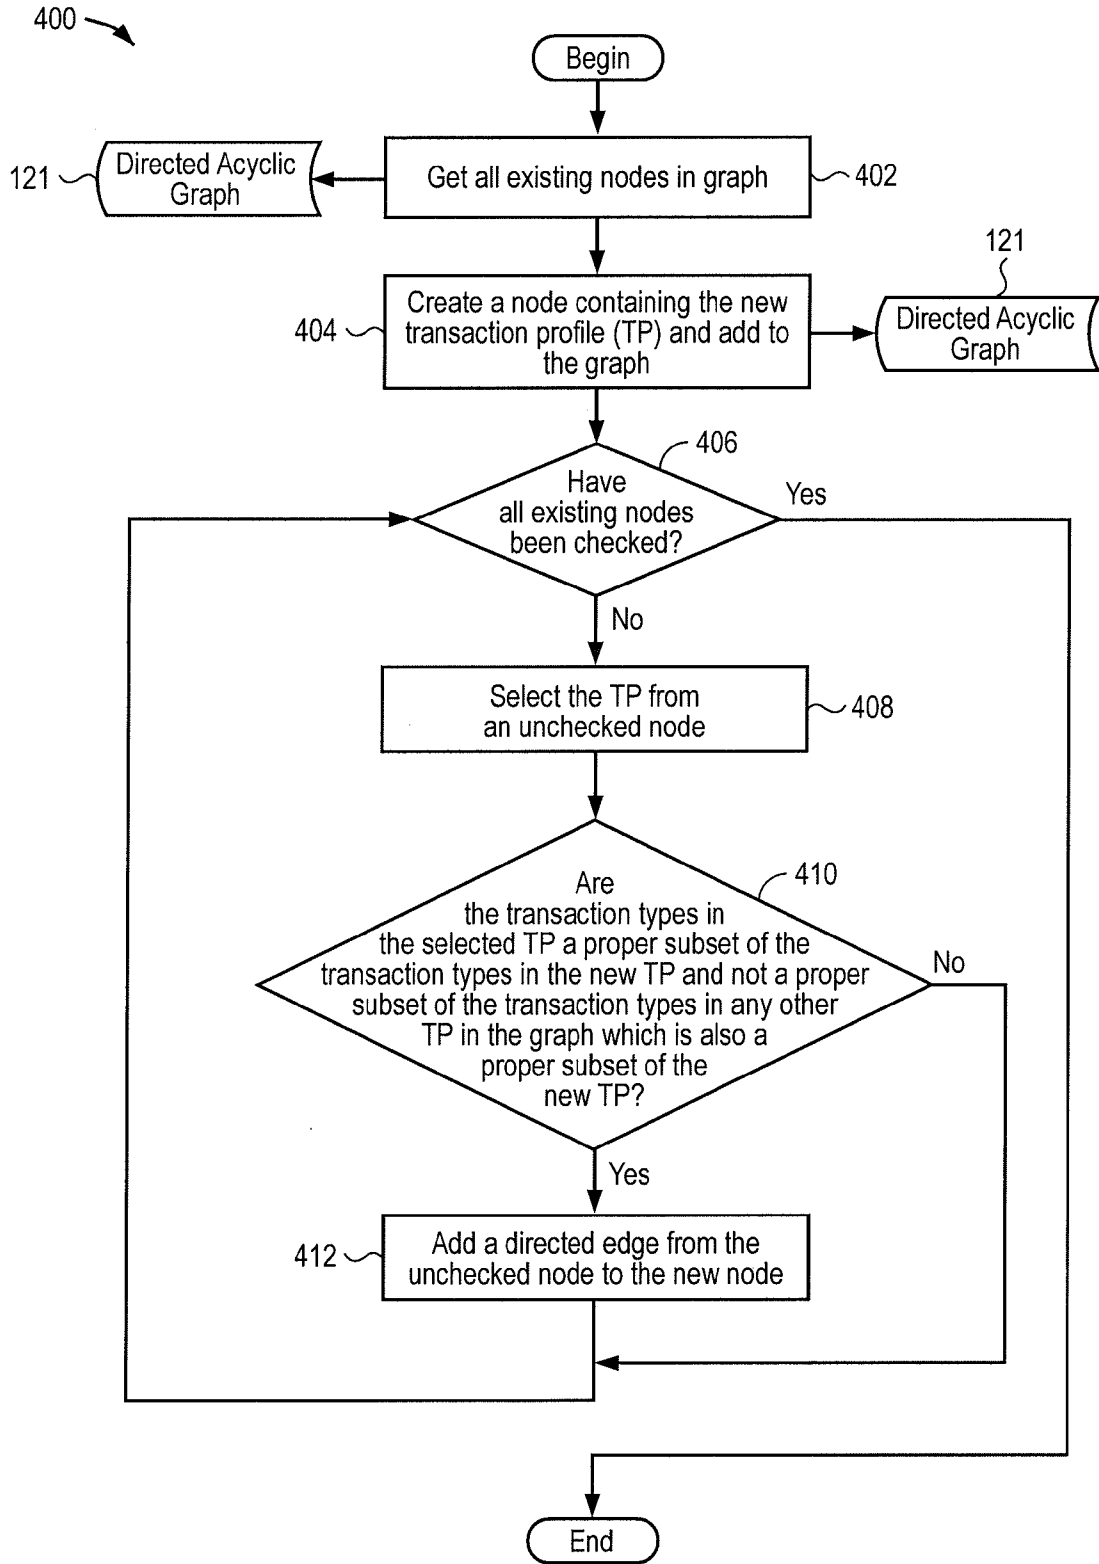 400
Begin
121
Directed Acyclic
Graph
Get all existing nodes in graph
402
121
404
Create a node containing the new
transaction profile (TP) and add to
the graph
Directed Acyclic
Graph
406
Have
all existing nodes
been checked?
Yes
No
Select the TP from
an unchecked node
408
410
Are
the transaction types in
the selected TP a proper subset of the
transaction types in the new TP and not a proper
subset of the transaction types in any other
TP in the graph which is also a
proper subset of the
new TP?
No
Yes
412
Add a directed edge from the
unchecked node to the new node
End